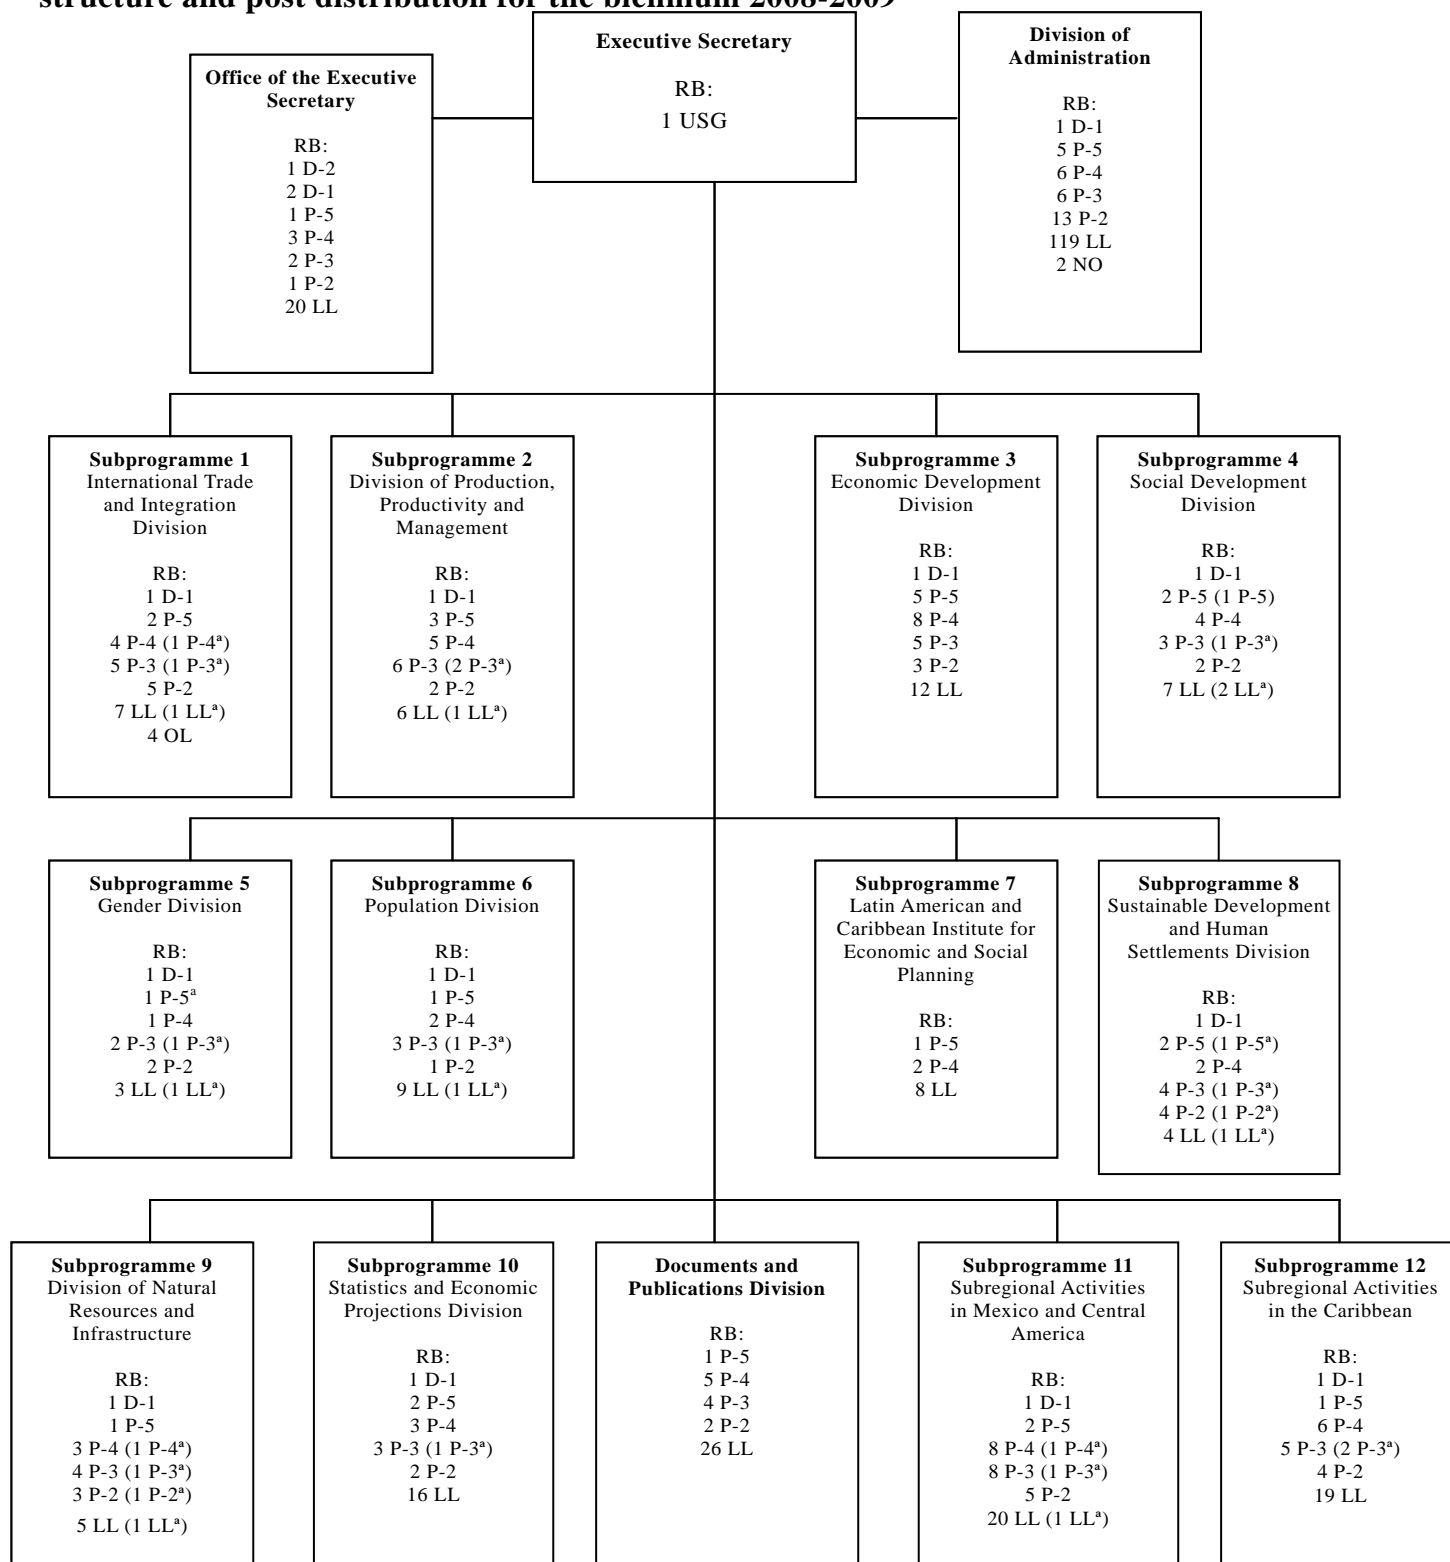 structure and post distribution for the biennium 2008-2009
Executive Secretary
RB:
1 USG
Office of the Executive
Secretary
RB:
1 D-2
2 D-1
1 P-5
3 P-4
2 P-3
1 P-2
20 LL
Division of
Administration
RB:
1 D-1
5 P-5
6 P-4
6 P-3
13 P-2
119 LL
2 NO
Subprogramme 1
International Trade
and Integration
Division
RB:
1 D-1
2 P-5
4 P-4 (1 P-4ª)
5 P-3 (1 P-3ª)
5 P-2
7 LL (1 LLª)
4 OL
Subprogramme 2
Division of Production,
Productivity and
Management
RB:
1 D-1
3 P-5
5 P-4
6 P-3 (2 P-3ª)
2 P-2
6 LL (1 LLª)
Subprogramme 3
Economic Development
Division
RB:
1 D-1
5 P-5
8 P-4
5 P-3
3 P-2
12 LL
Subprogramme 4
Social Development
Division
RB:
1 D-1
2 P-5 (1 P-5)
4 P-4
3 P-3 (1 P-3ª)
2 P-2
7 LL (2 LLª)
Subprogramme 5
Gender Division
RB:
1 D-1
1 P-5ª
1 P-4
2 P-3 (1 P-3ª)
2 P-2
3 LL (1 LLª)
Subprogramme 6
Population Division
RB:
1 D-1
1 P-5
2 P-4
3 P-3 (1 P-3ª)
1 P-2
9 LL (1 LLª)
Subprogramme 7
Latin American and
Caribbean Institute for
Economic and Social
Planning
RB:
1 P-5
2 P-4
8 LL
Subprogramme 8
Sustainable Development
and Human
Settlements Division
RB:
1 D-1
2 P-5 (1 P-5ª)
2 P-4
4 P-3 (1 P-3ª)
4 P-2 (1 P-2ª)
4 LL (1 LLª)
Subprogramme 9
Division of Natural
Resources and
Infrastructure
RB:
1 D-1
1 P-5
3 P-4 (1 P-4ª)
4 P-3 (1 P-3ª)
3 P-2 (1 P-2ª)
5 LL (1 LLª)
Subprogramme 10
Statistics and Economic
Projections Division
RB:
1 D-1
2 P-5
3 P-4
3 P-3 (1 P-3ª)
2 P-2
16 LL
Documents and
Publications Division
RB:
1 P-5
5 P-4
4 P-3
2 P-2
26 LL
Subprogramme 11
Subregional Activities
in Mexico and Central
America
RB:
1 D-1
2 P-5
8 P-4 (1 P-4ª)
8 P-3 (1 P-3ª)
5 P-2
20 LL (1 LLª)
Subprogramme 12
Subregional Activities
in the Caribbean
RB:
1 D-1
1 P-5
6 P-4
5 P-3 (2 P-3ª)
4 P-2
19 LL